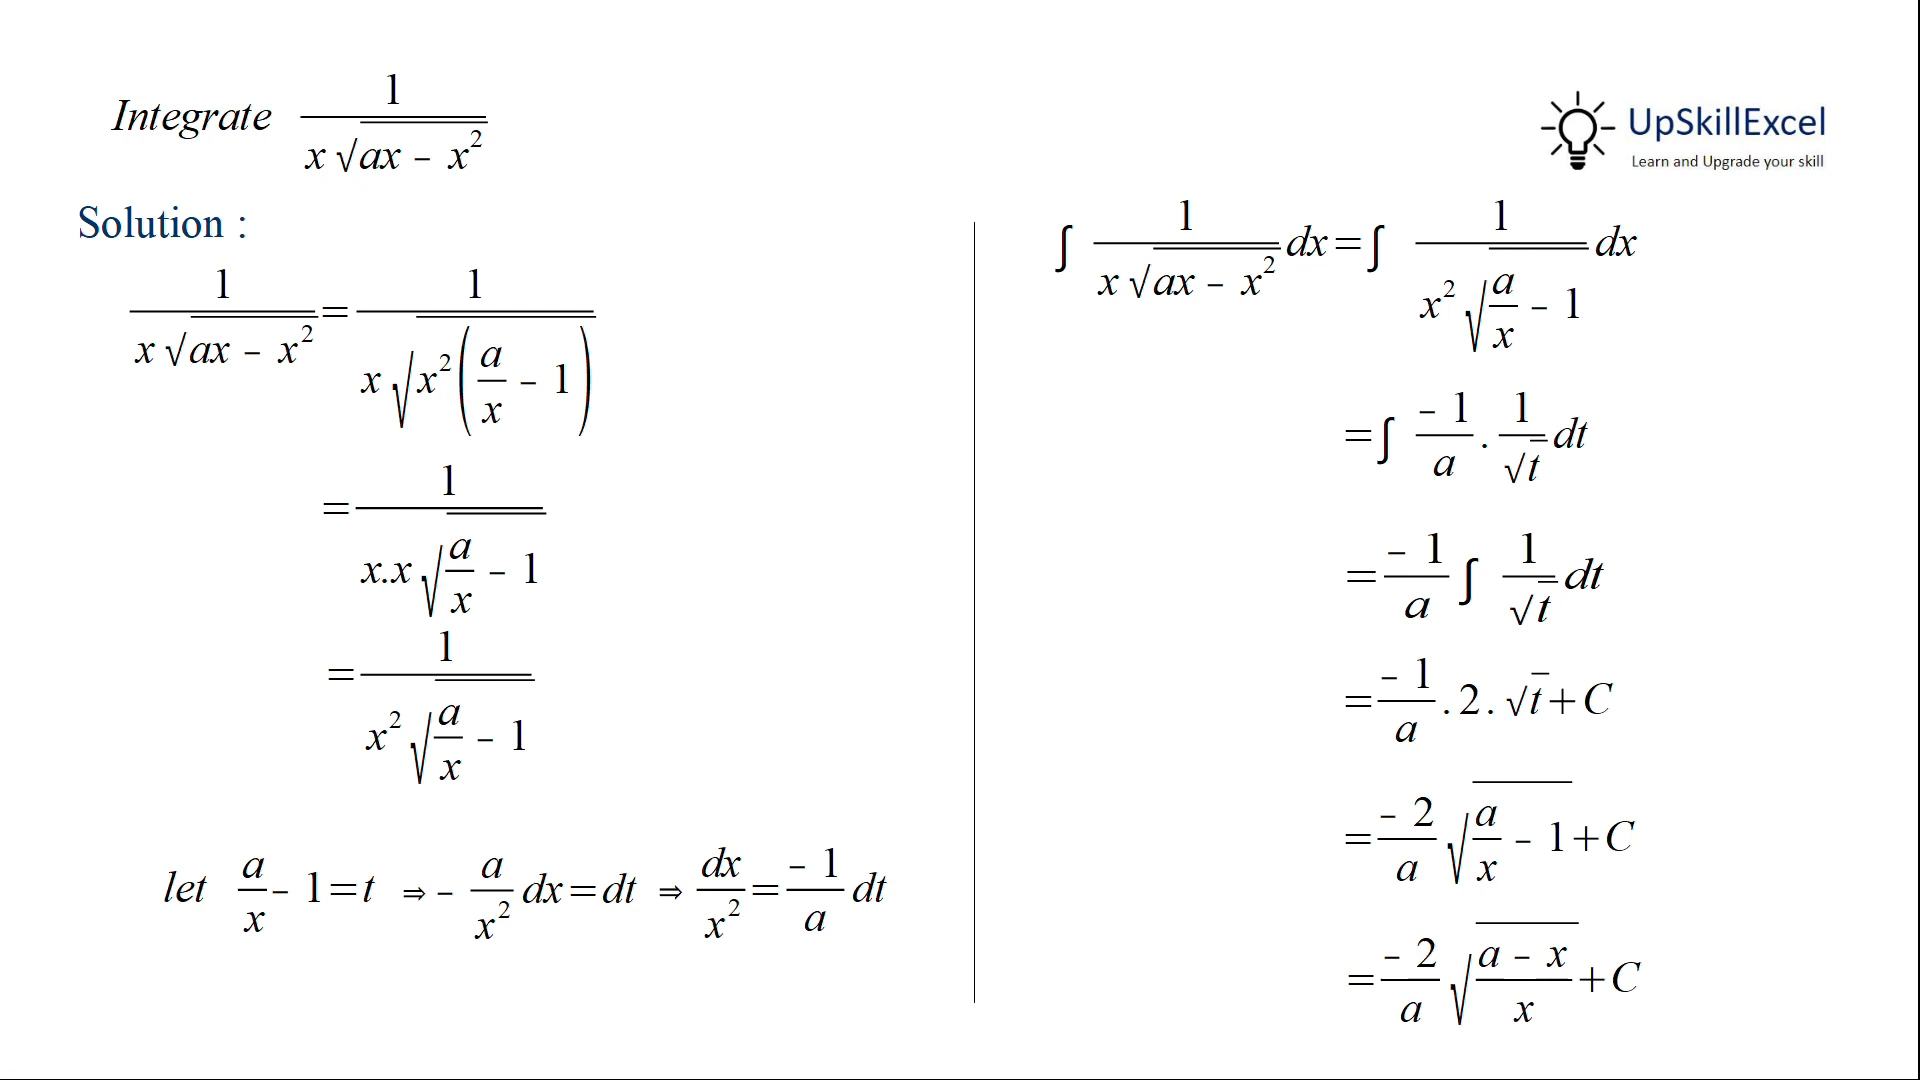 Integrate 1/(x√(ax − x²))
UpSkillExcel
Learn and Upgrade your skill
Solution :
1/(x√(ax − x²)) = 1/(x√(x²(a/x − 1)))
= 1/(x.x√(a/x − 1))
= 1/(x²√(a/x − 1))
let a/x − 1 = t ⇒ − a/x² dx = dt ⇒ dx/x² = −1/a dt
∫ 1/(x√(ax − x²)) dx = ∫ 1/(x²√(a/x − 1)) dx
= ∫ −1/a . 1/√t dt
= −1/a ∫ 1/√t dt
= −1/a . 2 . √t + C
= −2/a √(a/x − 1) + C
= −2/a √((a − x)/x) + C